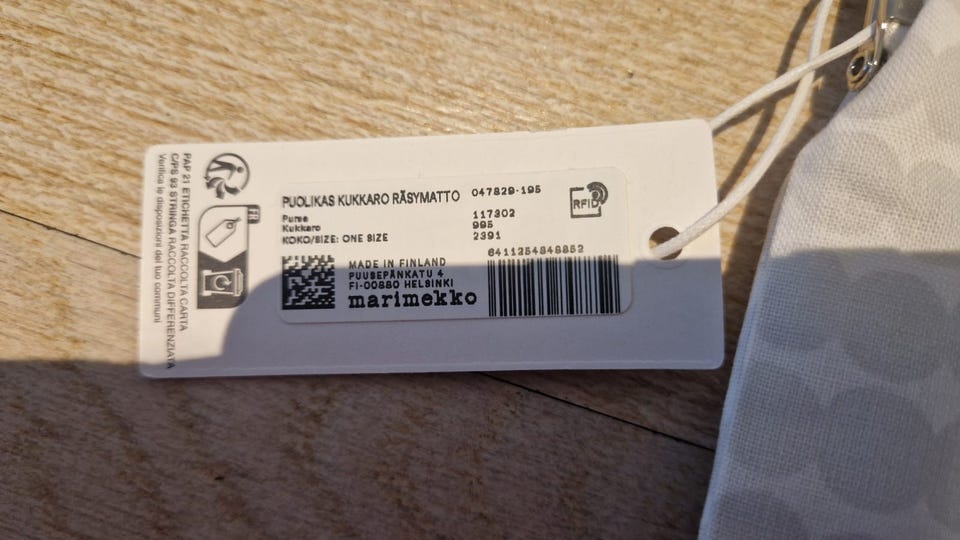 PUOLIKAS KUKKARO RÄSYMATTO 047829-195
Purse 117302
Kukkaro 995
KOKO/SIZE: ONE SIZE 2391
6411254848852
MADE IN FINLAND
PUUSEPÄNKATU 4
FI-00880 HELSINKI
marimekko
RFID
FR
PAP 21 ETICHETTA RACCOLTA CARTA
C/PS 93 STRINGA RACCOLTA DIFFERENZIATA
Verifica le disposizioni del tuo comune